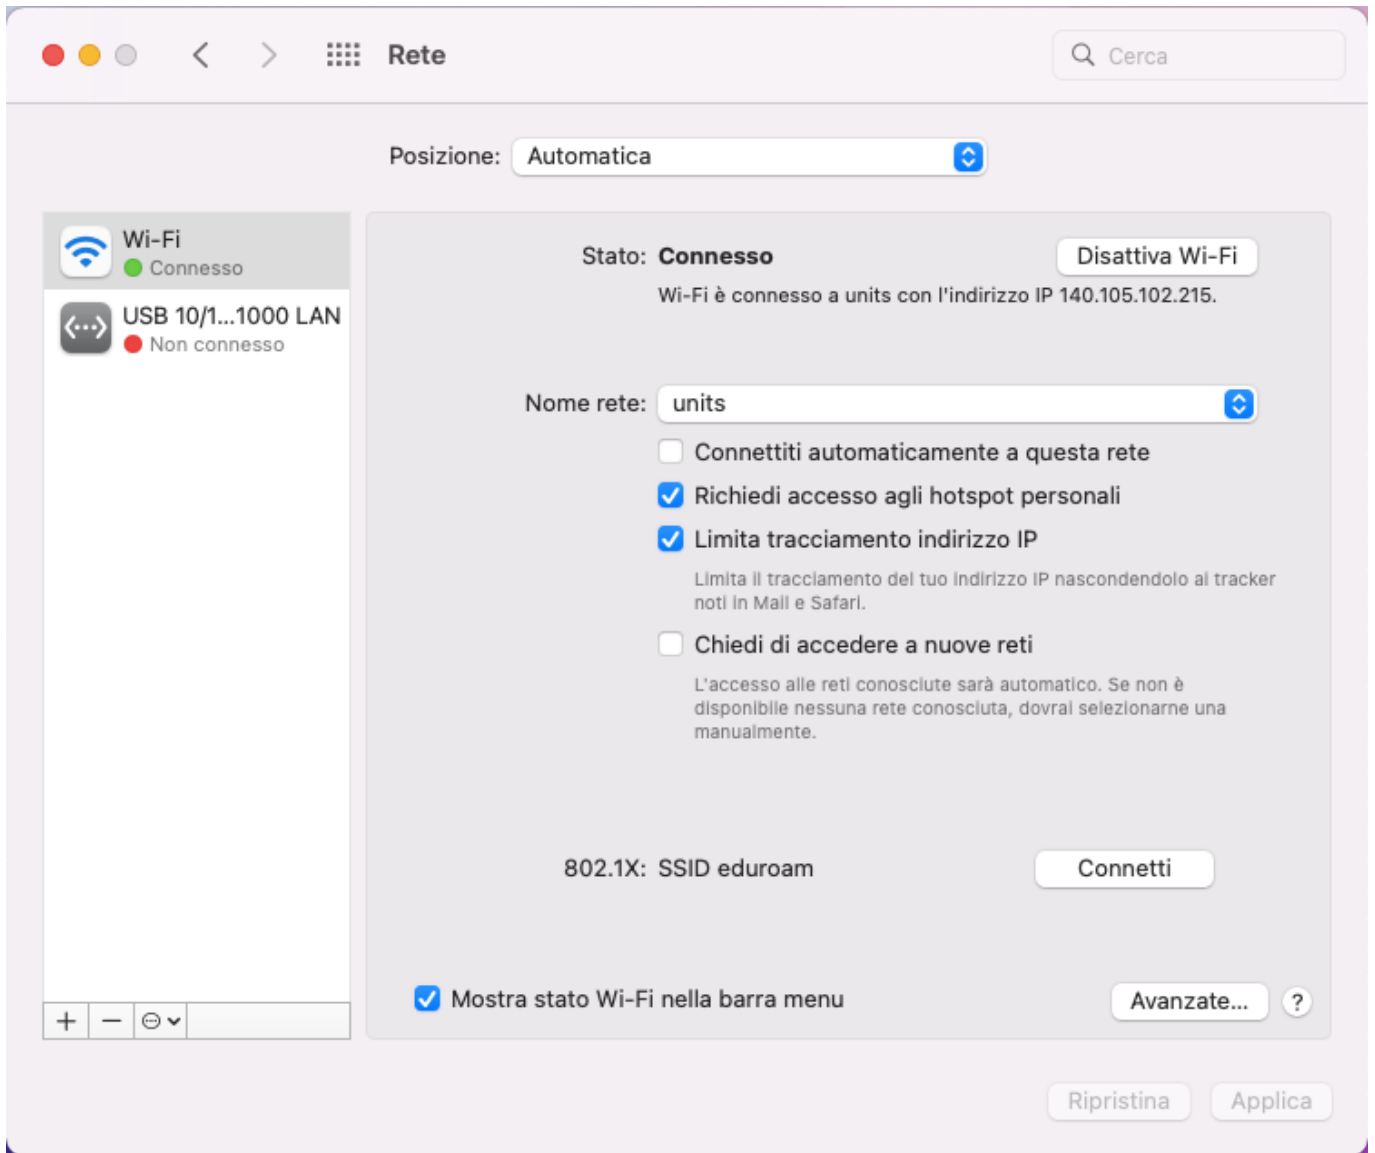 Rete
Cerca
Posizione: Automatica
Wi-Fi
Connesso
USB 10/1...1000 LAN
Non connesso
Stato: Connesso
Disattiva Wi-Fi
Wi-Fi è connesso a units con l'indirizzo IP 140.105.102.215.
Nome rete: units
Connettiti automaticamente a questa rete
Richiedi accesso agli hotspot personali
Limita tracciamento indirizzo IP
Limita il tracciamento del tuo indirizzo IP nascondendolo ai tracker
noti in Mail e Safari.
Chiedi di accedere a nuove reti
L'accesso alle reti conosciute sarà automatico. Se non è
disponibile nessuna rete conosciuta, dovrai selezionarne una
manualmente.
802.1X: SSID eduroam
Connetti
Mostra stato Wi-Fi nella barra menu
Avanzate...
?
Ripristina
Applica